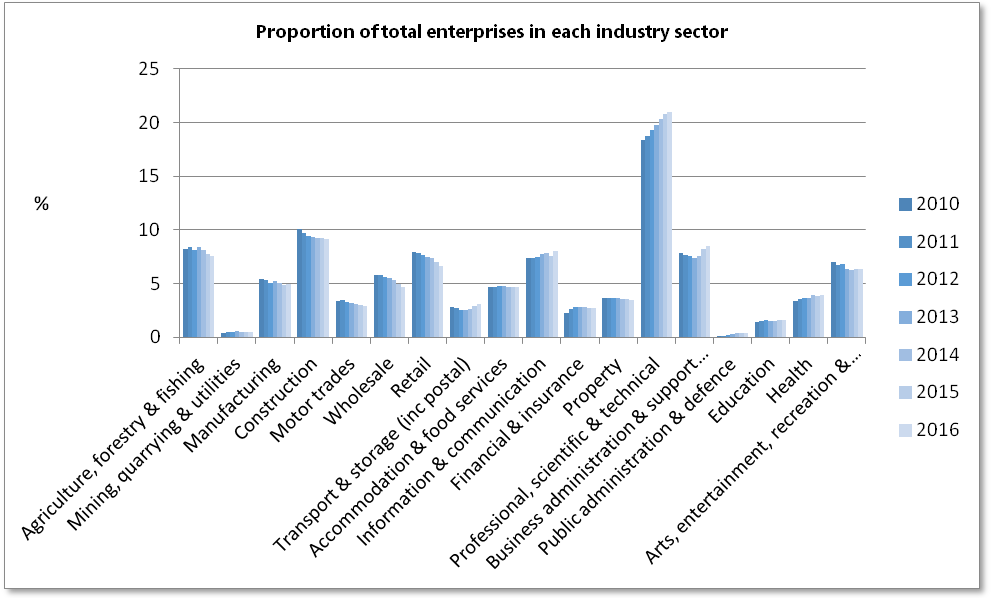 Proportion of total enterprises in each industry sector
25
20
15
10
5
0
%
2010
2011
2012
2013
2014
2015
2016
Agriculture, forestry & fishing
Mining, quarrying & utilities
Manufacturing
Construction
Motor trades
Wholesale
Retail
Transport & storage (inc postal)
Accommodation & food services
Information & communication
Financial & insurance
Property
Professional, scientific & technical
Business administration & support...
Public administration & defence
Education
Health
Arts, entertainment, recreation &...